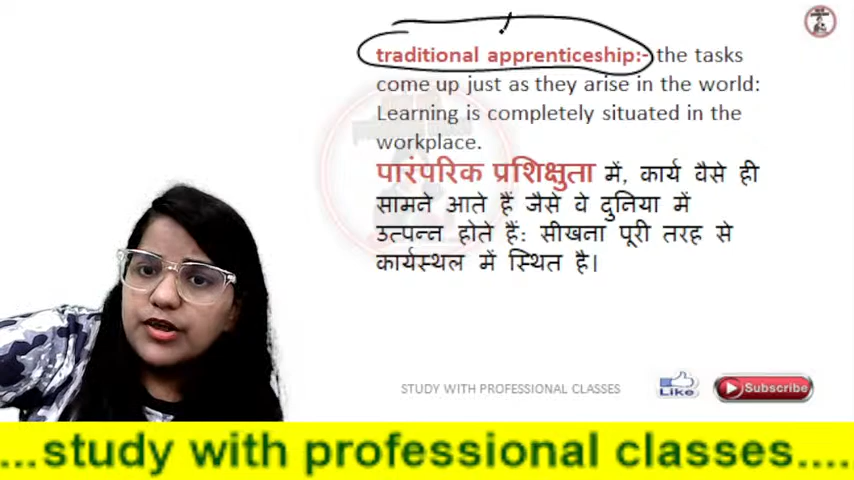 traditional apprenticeship:- the tasks
come up just as they arise in the world:
Learning is completely situated in the
workplace.
पारंपरिक प्रशिक्षुता में, कार्य वैसे ही
सामने आते हैं जैसे वे दुनिया में
उत्पन्न होते हैं: सीखना पूरी तरह से
कार्यस्थल में स्थित है।
STUDY WITH PROFESSIONAL CLASSES
Like
Subscribe
...study with professional classes....